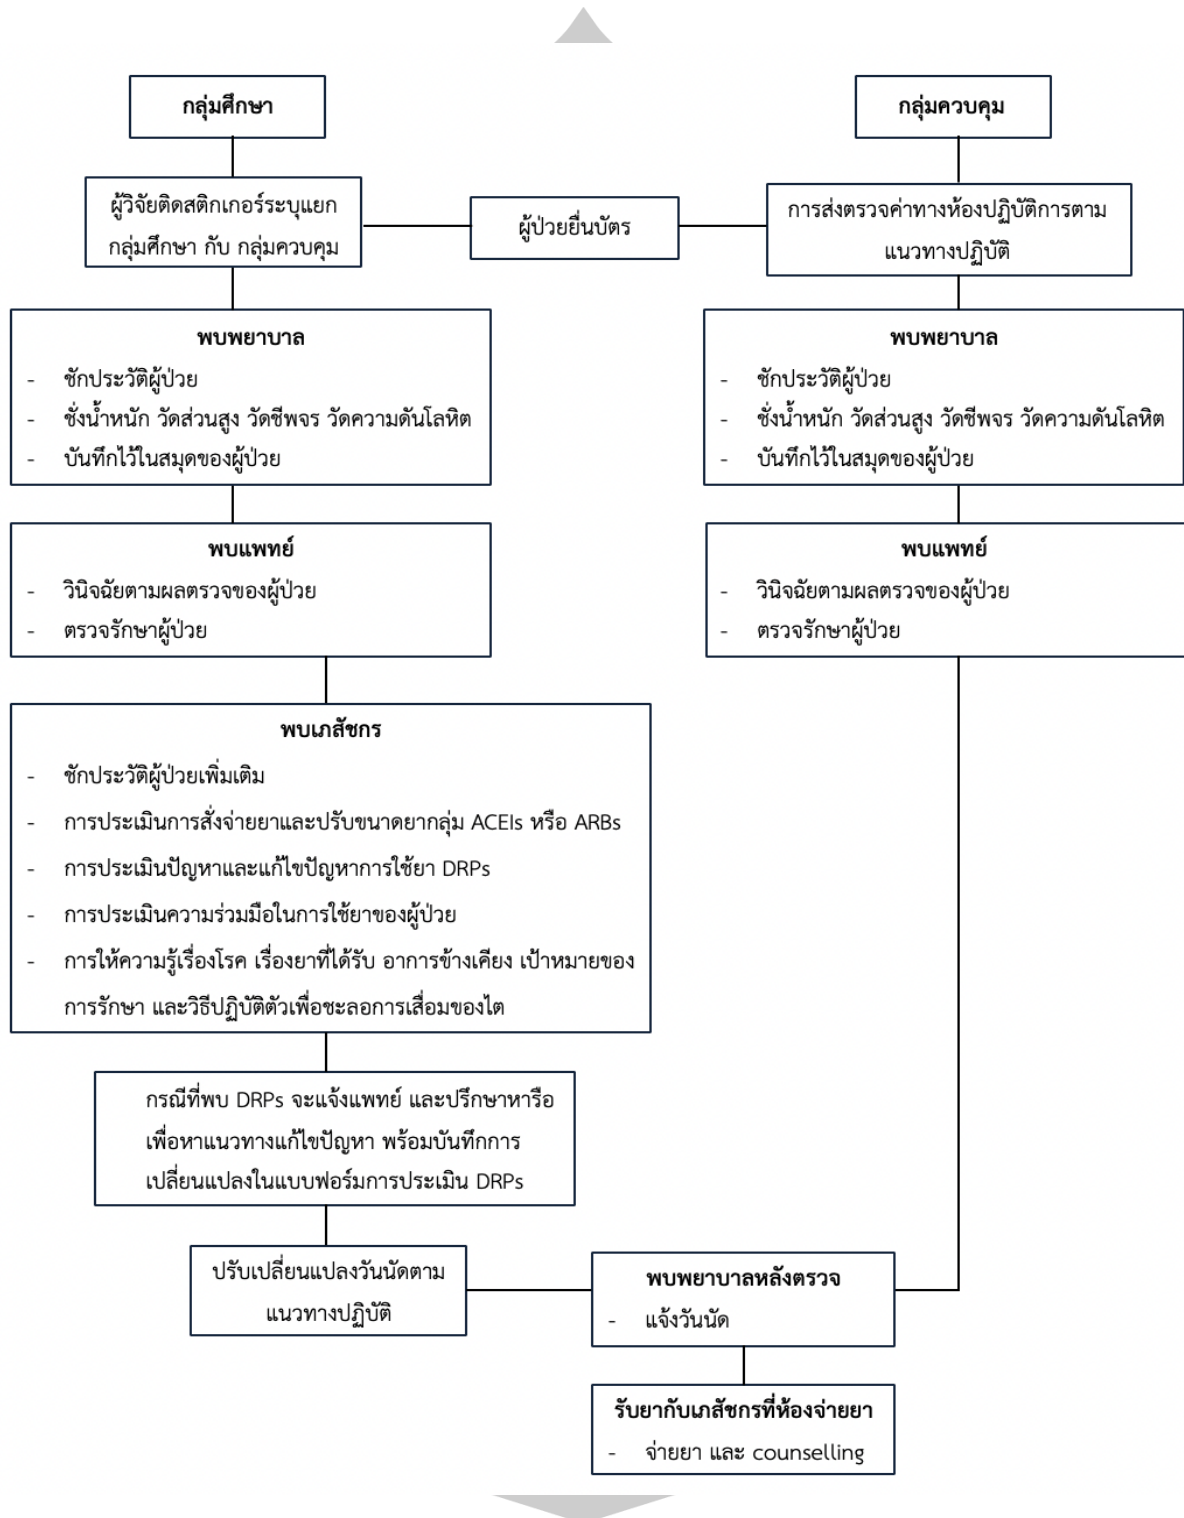 กลุ่มศึกษา
กลุ่มควบคุม
ผู้วิจัยติดสติกเกอร์ระบุแยก
กลุ่มศึกษา กับ กลุ่มควบคุม
ผู้ป่วยยื่นบัตร
การส่งตรวจค่าทางห้องปฏิบัติการตาม
แนวทางปฏิบัติ
พบพยาบาล
- ซักประวัติผู้ป่วย
- ชั่งน้ำหนัก วัดส่วนสูง วัดชีพจร วัดความดันโลหิต
- บันทึกไว้ในสมุดของผู้ป่วย
พบพยาบาล
- ซักประวัติผู้ป่วย
- ชั่งน้ำหนัก วัดส่วนสูง วัดชีพจร วัดความดันโลหิต
- บันทึกไว้ในสมุดของผู้ป่วย
พบแพทย์
- วินิจฉัยตามผลตรวจของผู้ป่วย
- ตรวจรักษาผู้ป่วย
พบแพทย์
- วินิจฉัยตามผลตรวจของผู้ป่วย
- ตรวจรักษาผู้ป่วย
พบเภสัชกร
- ซักประวัติผู้ป่วยเพิ่มเติม
- การประเมินการสั่งจ่ายยาและปรับขนาดยากลุ่ม ACEIs หรือ ARBs
- การประเมินปัญหาและแก้ไขปัญหาการใช้ยา DRPs
- การประเมินความร่วมมือในการใช้ยาของผู้ป่วย
- การให้ความรู้เรื่องโรค เรื่องยาที่ได้รับ อาการข้างเคียง เป้าหมายของ
การรักษา และวิธีปฏิบัติตัวเพื่อชะลอการเสื่อมของไต
กรณีที่พบ DRPs จะแจ้งแพทย์ และปรึกษาหารือ
เพื่อหาแนวทางแก้ไขปัญหา พร้อมบันทึกการ
เปลี่ยนแปลงในแบบฟอร์มการประเมิน DRPs
ปรับเปลี่ยนแปลงวันนัดตาม
แนวทางปฏิบัติ
พบพยาบาลหลังตรวจ
- แจ้งวันนัด
รับยากับเภสัชกรที่ห้องจ่ายยา
- จ่ายยา และ counselling